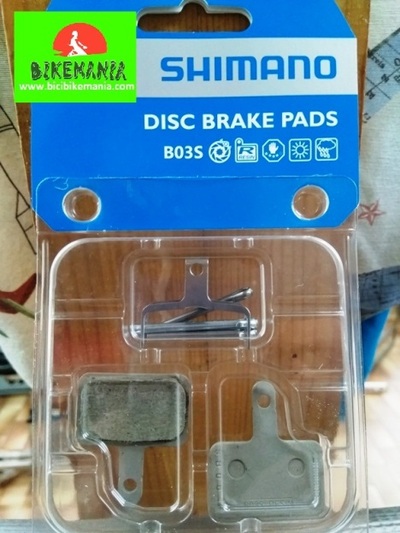 BIKEMANIA
www.bicibikemania.com
SHIMANO
DISC BRAKE PADS
B03S